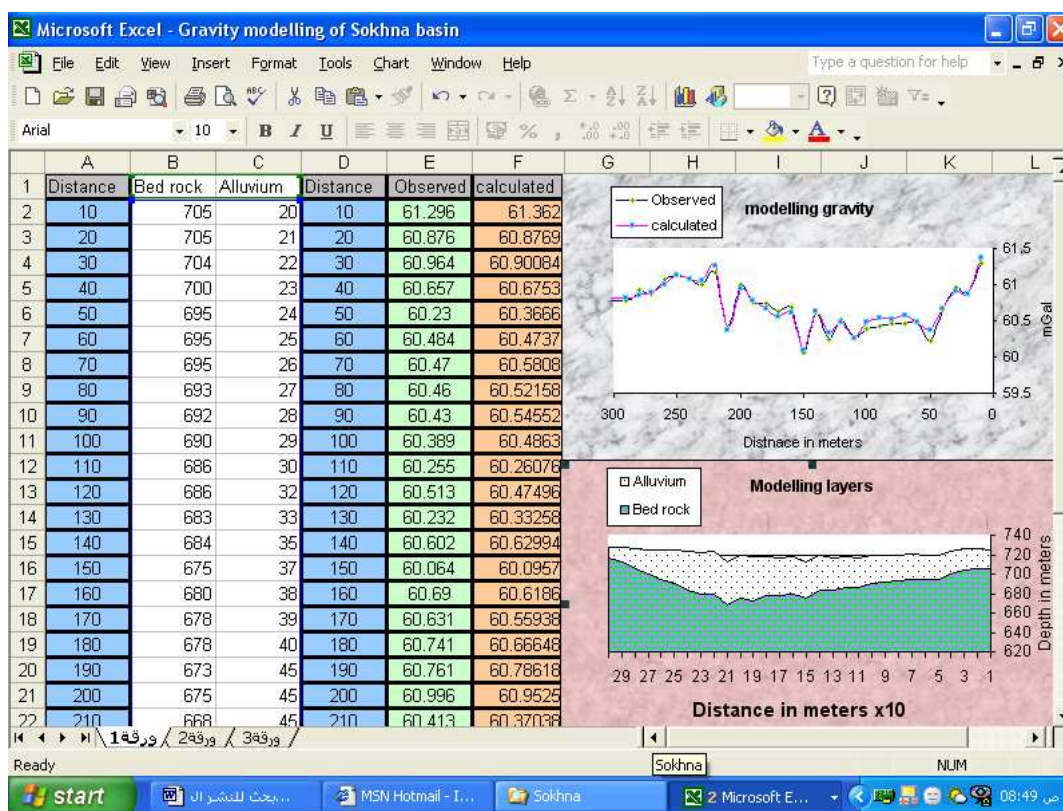 Microsoft Excel - Gravity modelling of Sokhna basin
File Edit View Insert Format Tools Chart Window Help Type a question for help
Arial 10 B I U
A B C D E F G H I J K L
1 Distance Bed rock Alluvium Distance Observed calculated
2 10 705 20 10 61.296 61.362
3 20 705 21 20 60.876 60.8769
4 30 704 22 30 60.964 60.90084
5 40 700 23 40 60.657 60.6753
6 50 695 24 50 60.23 60.3666
7 60 695 25 60 60.484 60.4737
8 70 695 26 70 60.47 60.5808
9 80 693 27 80 60.46 60.52158
10 90 692 28 90 60.43 60.54552
11 100 690 29 100 60.389 60.4863
12 110 686 30 110 60.255 60.26076
13 120 686 32 120 60.513 60.47496
14 130 683 33 130 60.232 60.33258
15 140 684 35 140 60.602 60.62994
16 150 675 37 150 60.064 60.0957
17 160 680 38 160 60.69 60.6186
18 170 678 39 170 60.631 60.55938
19 180 678 40 180 60.741 60.66648
20 190 673 45 190 60.761 60.78618
21 200 675 45 200 60.996 60.9525
22 210 668 45 210 60.413 60.37038
Observed
calculated
modelling gravity
61.5
61
60.5
60
59.5
mGal
300 250 200 150 100 50 0
Distnace in meters
Alluvium
Bed rock
Modelling layers
740
720
700
680
660
640
620
Depth in meters
29 27 25 23 21 19 17 15 13 11 9 7 5 3 1
Distance in meters x10
ورقة1 ورقة2 ورقة3
Ready Sokhna NUM
start بحث للنشر ال... MSN Hotmail - I... Sokhna 2 Microsoft E... 08:49 ص